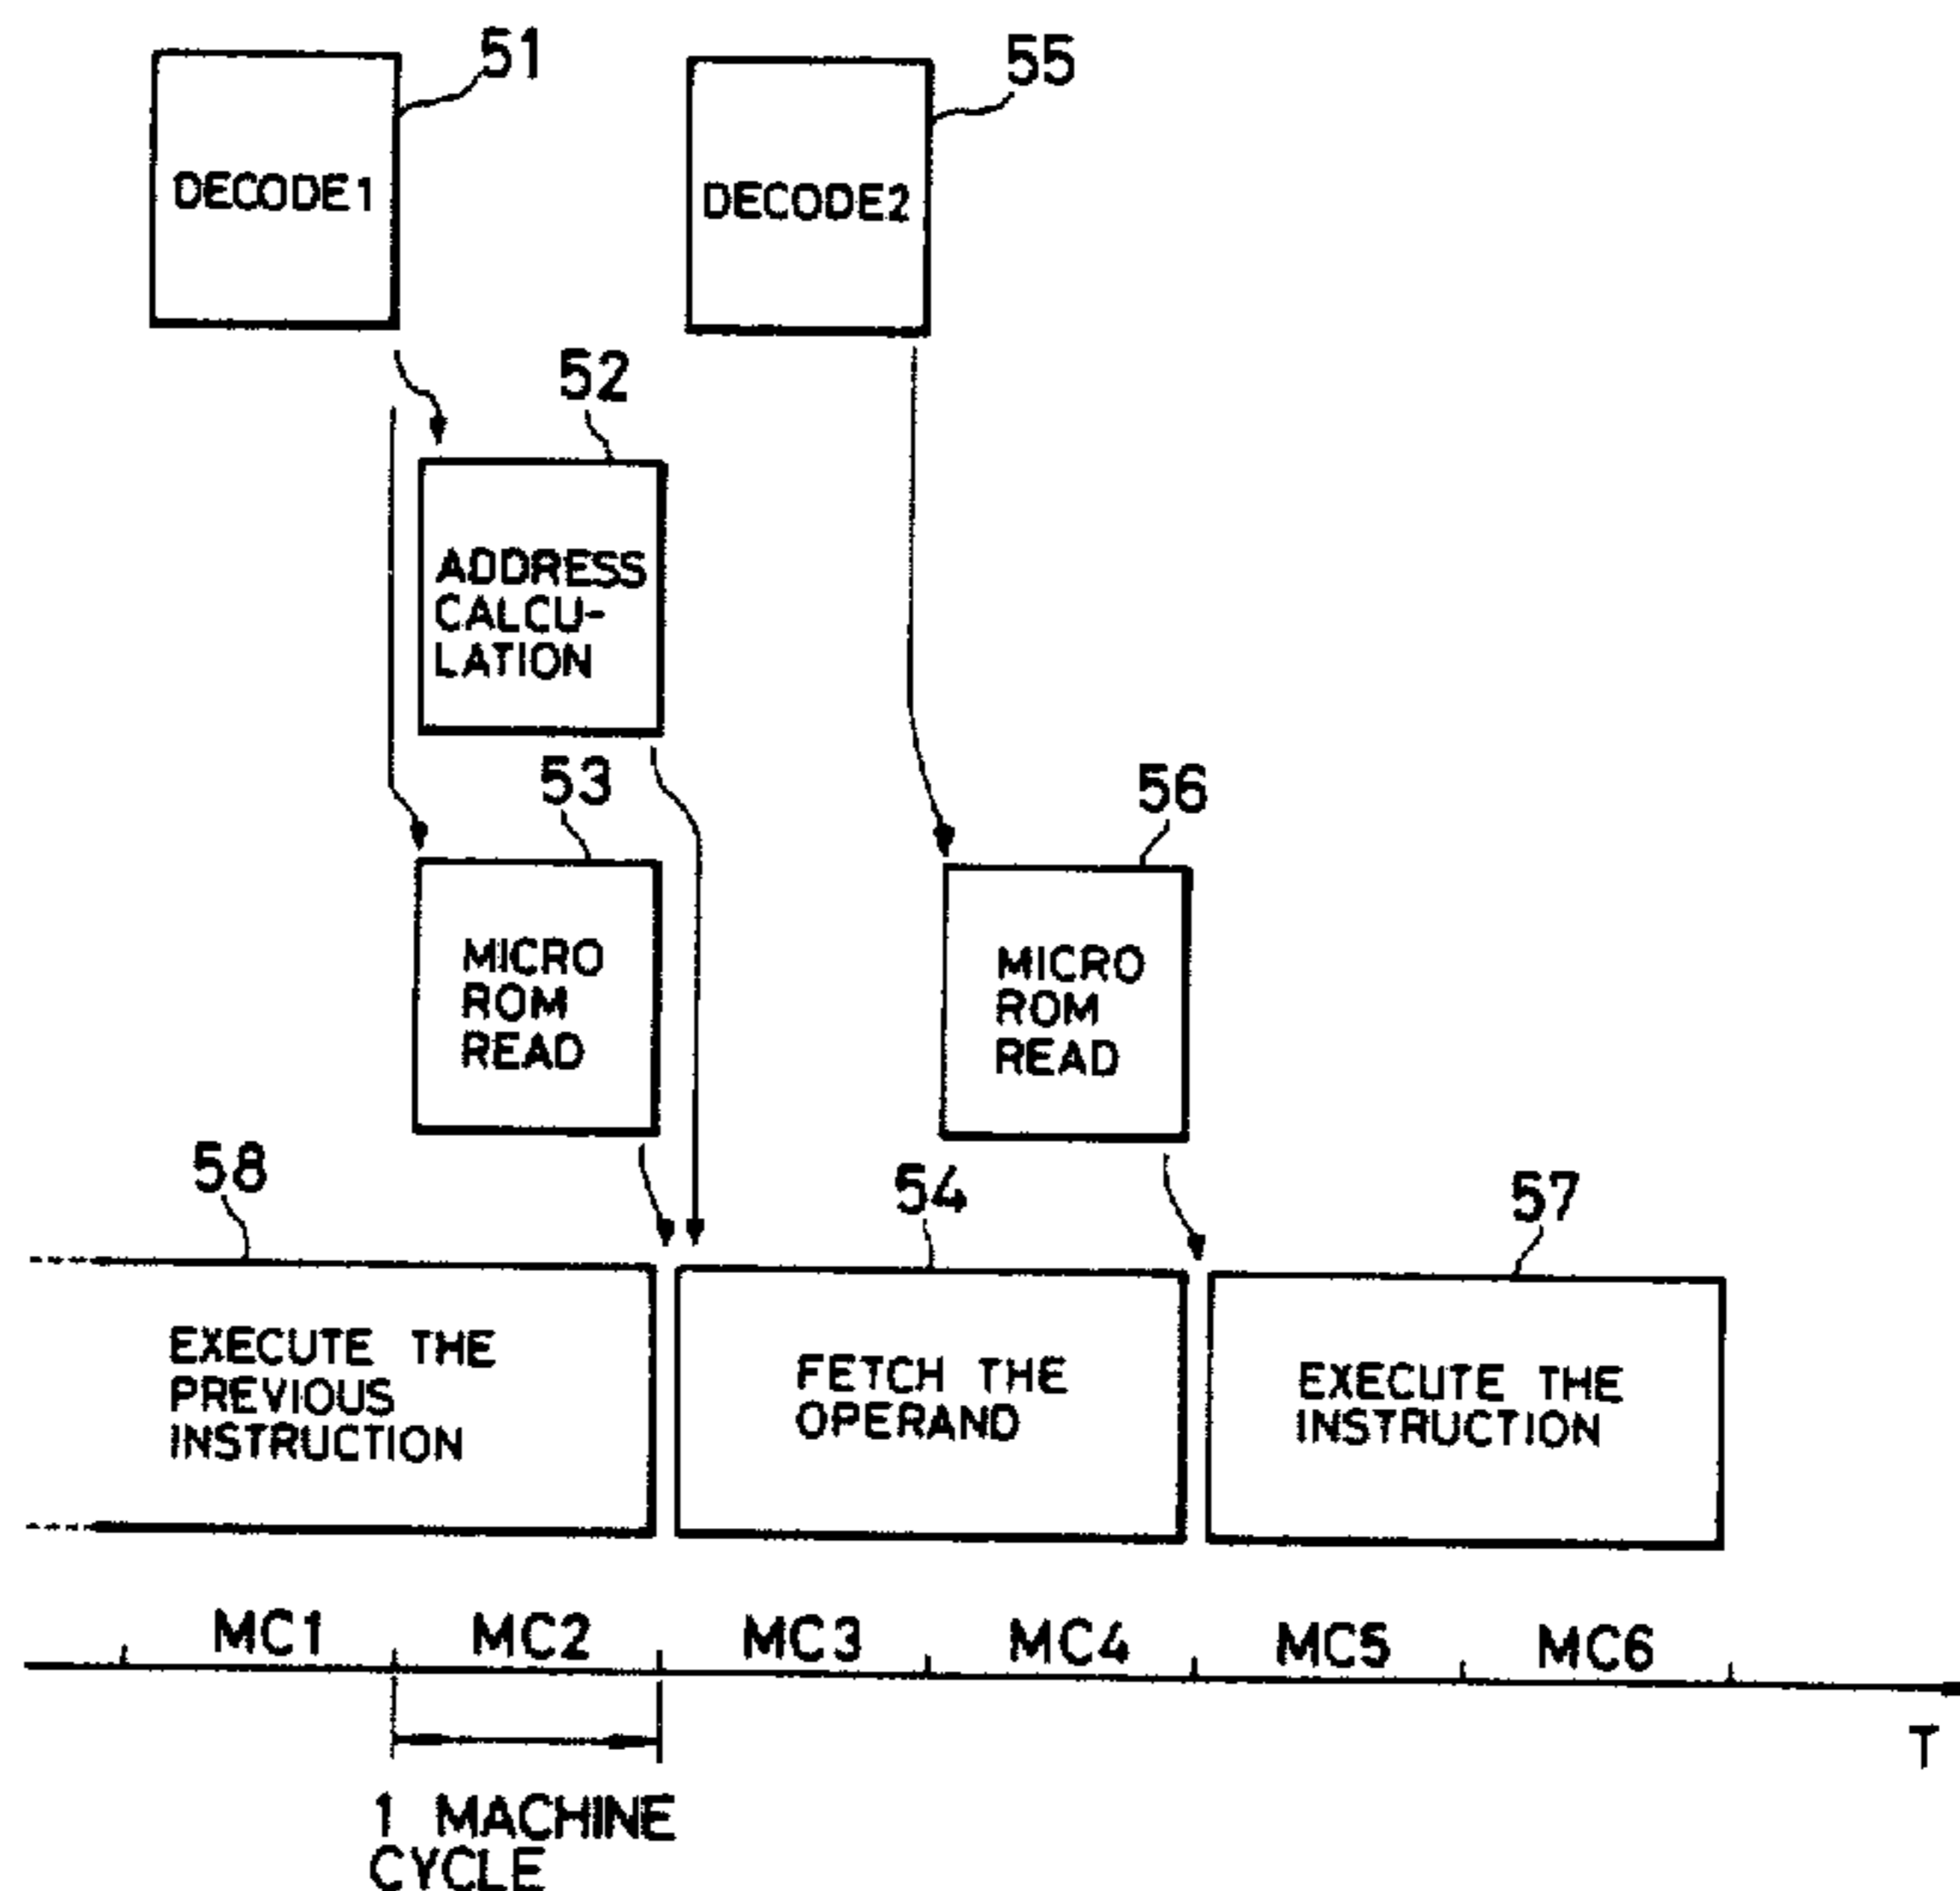 51
55
DECODE1
DECODE2
52
ADDRESS
CALCU-
LATION
53
56
MICRO
ROM
READ
MICRO
ROM
READ
58
54
57
EXECUTE THE
PREVIOUS
INSTRUCTION
FETCH THE
OPERAND
EXECUTE THE
INSTRUCTION
MC1 MC2 MC3 MC4 MC5 MC6
T
1 MACHINE
CYCLE